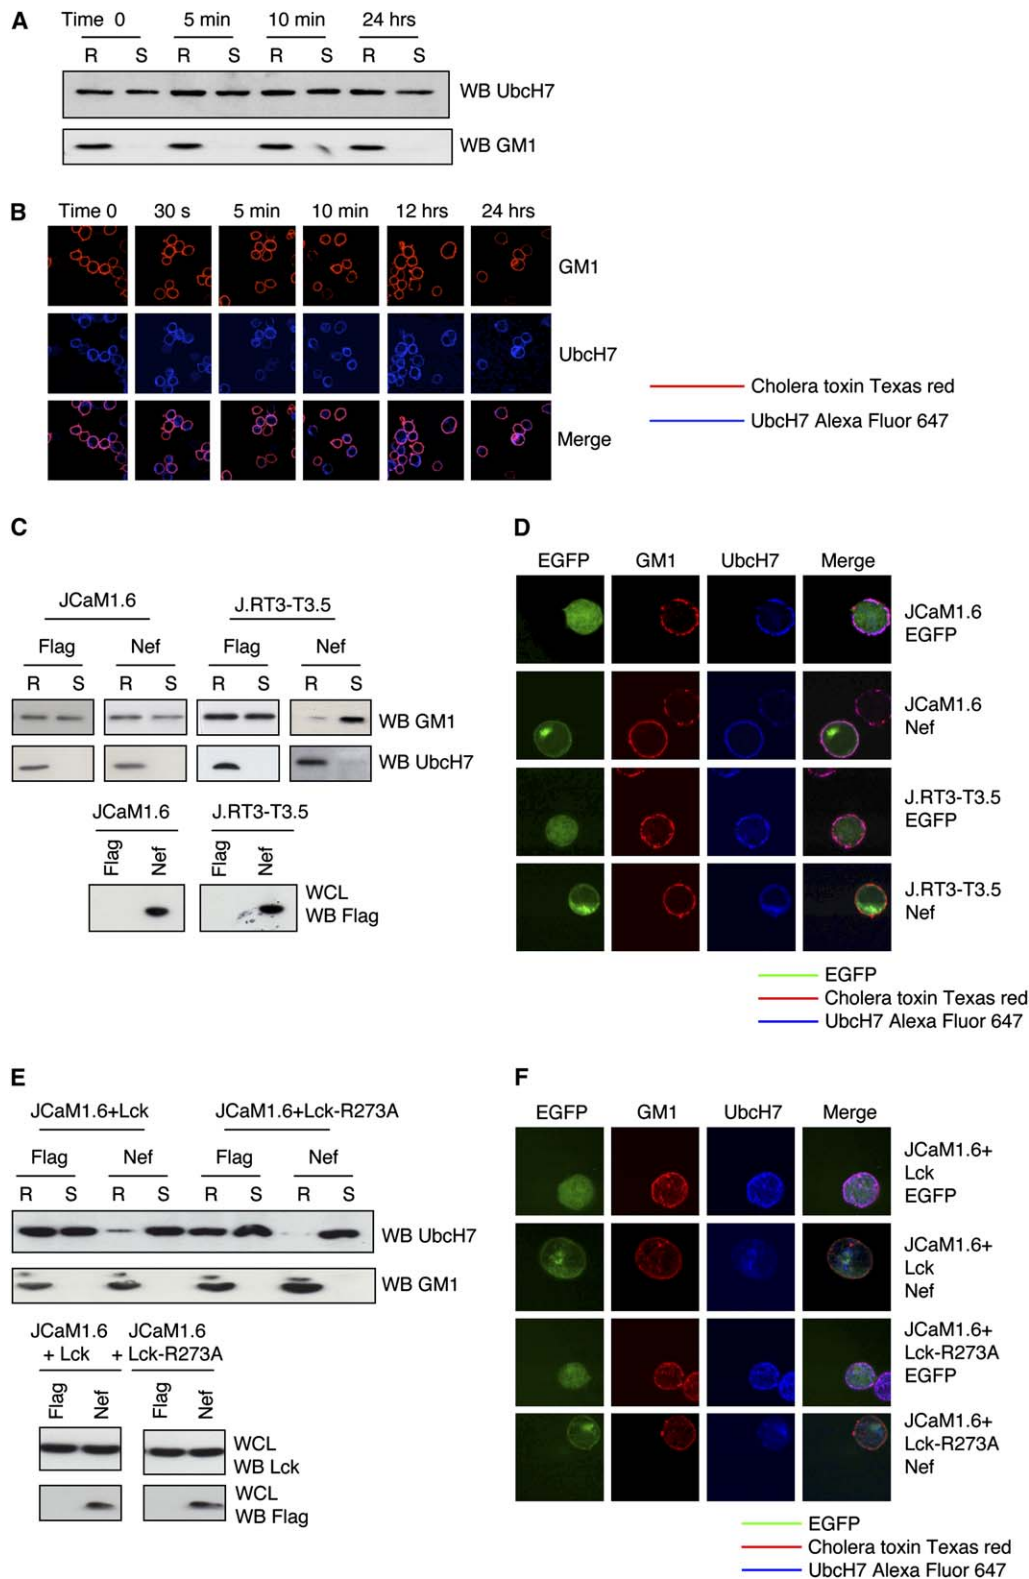 A
Time 0 5 min 10 min 24 hrs
R S R S R S R S
WB UbcH7
WB GM1
B
Time 0 30 s 5 min 10 min 12 hrs 24 hrs
GM1
UbcH7
Merge
Cholera toxin Texas red
UbcH7 Alexa Fluor 647
C
JCaM1.6 J.RT3-T3.5
Flag Nef Flag Nef
R S R S R S R S
WB GM1
WB UbcH7
JCaM1.6 J.RT3-T3.5
Flag Nef Flag Nef
WCL
WB Flag
D
EGFP GM1 UbcH7 Merge
JCaM1.6
EGFP
JCaM1.6
Nef
J.RT3-T3.5
EGFP
J.RT3-T3.5
Nef
EGFP
Cholera toxin Texas red
UbcH7 Alexa Fluor 647
E
JCaM1.6+Lck JCaM1.6+Lck-R273A
Flag Nef Flag Nef
R S R S R S R S
WB UbcH7
WB GM1
JCaM1.6 JCaM1.6
+ Lck + Lck-R273A
Flag Nef Flag Nef
WCL
WB Lck
WCL
WB Flag
F
EGFP GM1 UbcH7 Merge
JCaM1.6+
Lck
EGFP
JCaM1.6+
Lck
Nef
JCaM1.6+
Lck-R273A
EGFP
JCaM1.6+
Lck-R273A
Nef
EGFP
Cholera toxin Texas red
UbcH7 Alexa Fluor 647